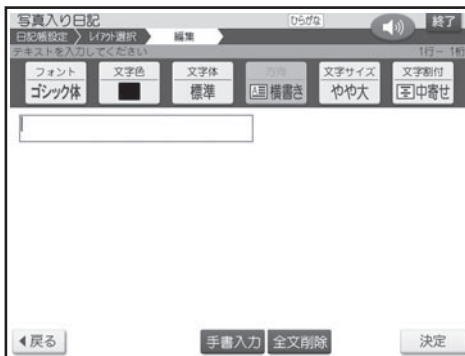 写真入り日記 ひらがな 終了
日記帳設定 レイアウト選択 編集
テキストを入力してください 1行− 1桁
フォント 文字色 文字体 方向 文字サイズ 文字割付
ゴシック体 標準 横書き やや大 中寄せ
戻る 手書入力 全文削除 決定